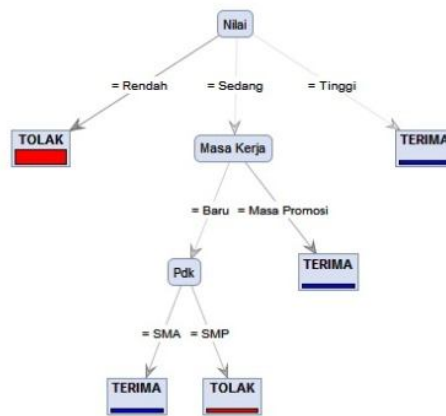 Nilai
= Rendah
= Sedang
= Tinggi
TOLAK
Masa Kerja
TERIMA
= Baru
= Masa Promosi
Pdk
TERIMA
= SMA
= SMP
TERIMA
TOLAK